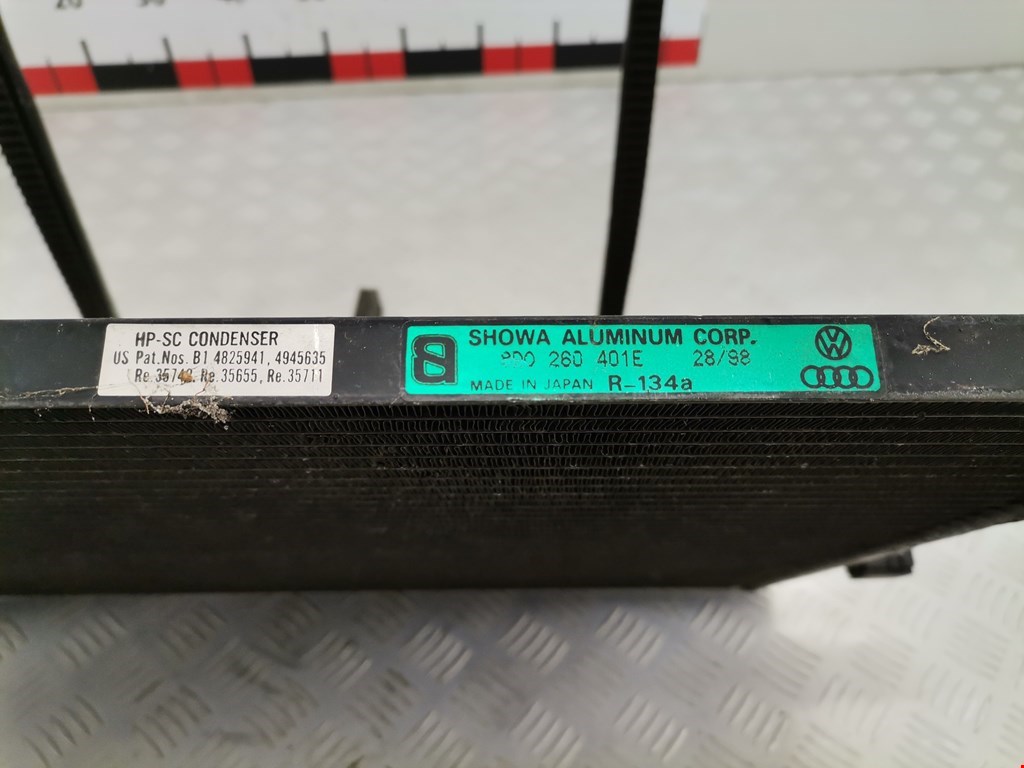 HP-SC CONDENSER
US Pat.Nos. B1 4825941, 4945635
Re.35655, Re.35711
SHOWA ALUMINUM CORP.
260 401E 28/98
MADE IN JAPAN R-134a